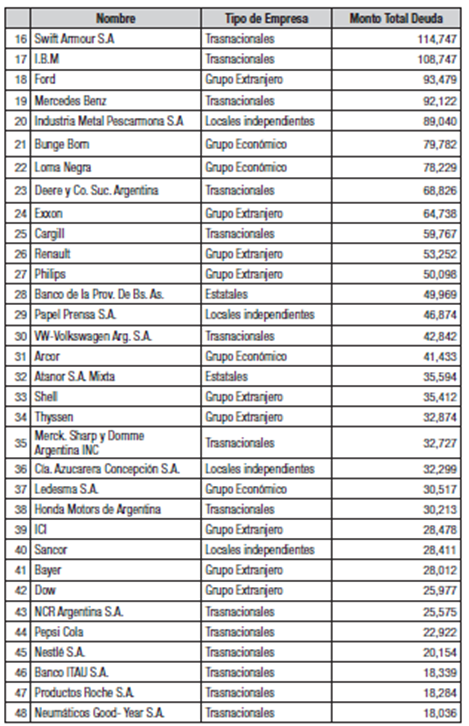 Nombre Tipo de Empresa Monto Total Deuda
16 Swift Armour S.A Trasnacionales 114,747
17 I.B.M Trasnacionales 108,747
18 Ford Grupo Extranjero 93,479
19 Mercedes Benz Trasnacionales 92,122
20 Industria Metal Pescarmona S.A Locales independientes 89,040
21 Bunge Born Grupo Económico 79,782
22 Loma Negra Grupo Económico 78,229
23 Deere y Co. Suc. Argentina Trasnacionales 68,826
24 Exxon Grupo Extranjero 64,738
25 Cargill Trasnacionales 59,767
26 Renault Grupo Extranjero 53,252
27 Philips Grupo Extranjero 50,098
28 Banco de la Prov. De Bs. As. Estatales 49,969
29 Papel Prensa S.A. Locales independientes 46,874
30 VW-Volkswagen Arg. S.A. Trasnacionales 42,842
31 Arcor Grupo Económico 41,433
32 Atanor S.A. Mixta Estatales 35,594
33 Shell Grupo Extranjero 35,412
34 Thyssen Grupo Extranjero 32,874
35 Merck. Sharp y Domme
Argentina INC Trasnacionales 32,727
36 Cía. Azucarera Concepción S.A. Locales independientes 32,299
37 Ledesma S.A. Grupo Económico 30,517
38 Honda Motors de Argentina Trasnacionales 30,213
39 ICI Grupo Extranjero 28,478
40 Sancor Locales independientes 28,411
41 Bayer Grupo Extranjero 28,012
42 Dow Grupo Extranjero 25,977
43 NCR Argentina S.A. Trasnacionales 25,575
44 Pepsi Cola Trasnacionales 22,922
45 Nestlé S.A. Trasnacionales 20,154
46 Banco ITAU S.A. Trasnacionales 18,339
47 Productos Roche S.A. Trasnacionales 18,284
48 Neumáticos Good- Year S.A. Trasnacionales 18,036